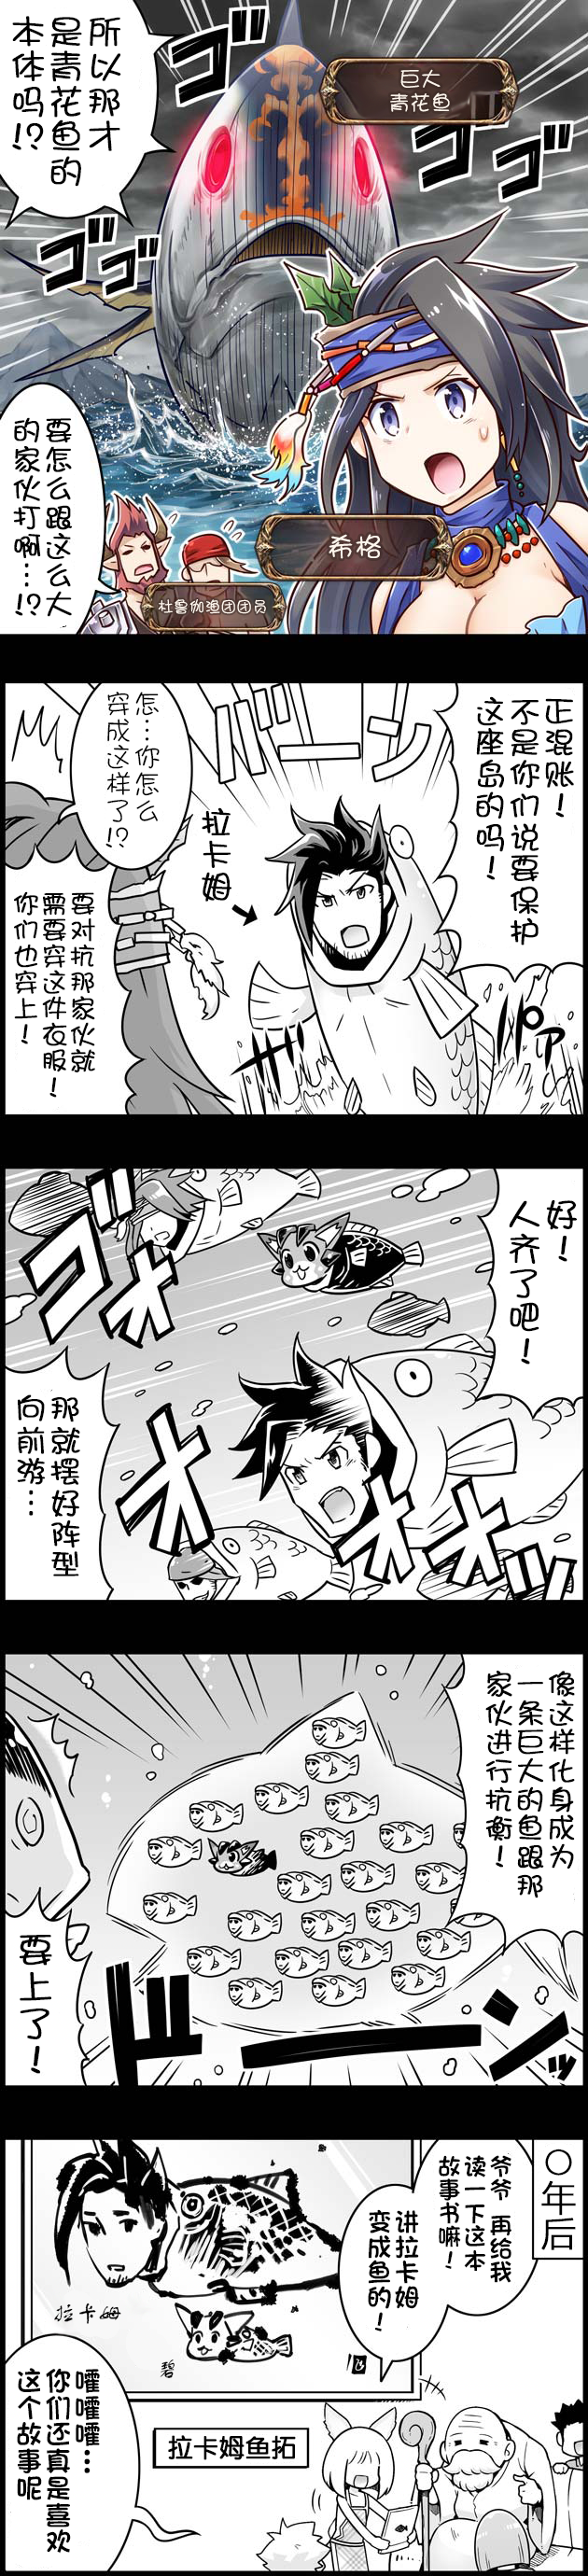 所以那才
是青花鱼的
本体吗!?
巨大
青花鱼
ゴゴ
ゴゴ
ゴゴ
要怎么跟这么大
的家伙打啊…!?
希格
杜鲁伽渔团团员
正混账！
不是你们说要保护
这座岛的吗！
バーン
怎…你怎么
穿成这样了!?
拉卡姆
要对抗那家伙就
需要穿这件衣服！
你们也穿上！
好！
人齐了吧！
ゴォ
オオオオッ
那就摆好阵型
向前游…
像这样化身成为
一条巨大的鱼跟那
家伙进行抗衡！
要上了！
ドーン
〇年后
爷爷 再给我
读一下这本
故事书嘛！
讲拉卡姆
变成鱼的！
拉卡姆
碧
拉卡姆鱼拓
嚯嚯嚯…
你们还真是喜欢
这个故事呢